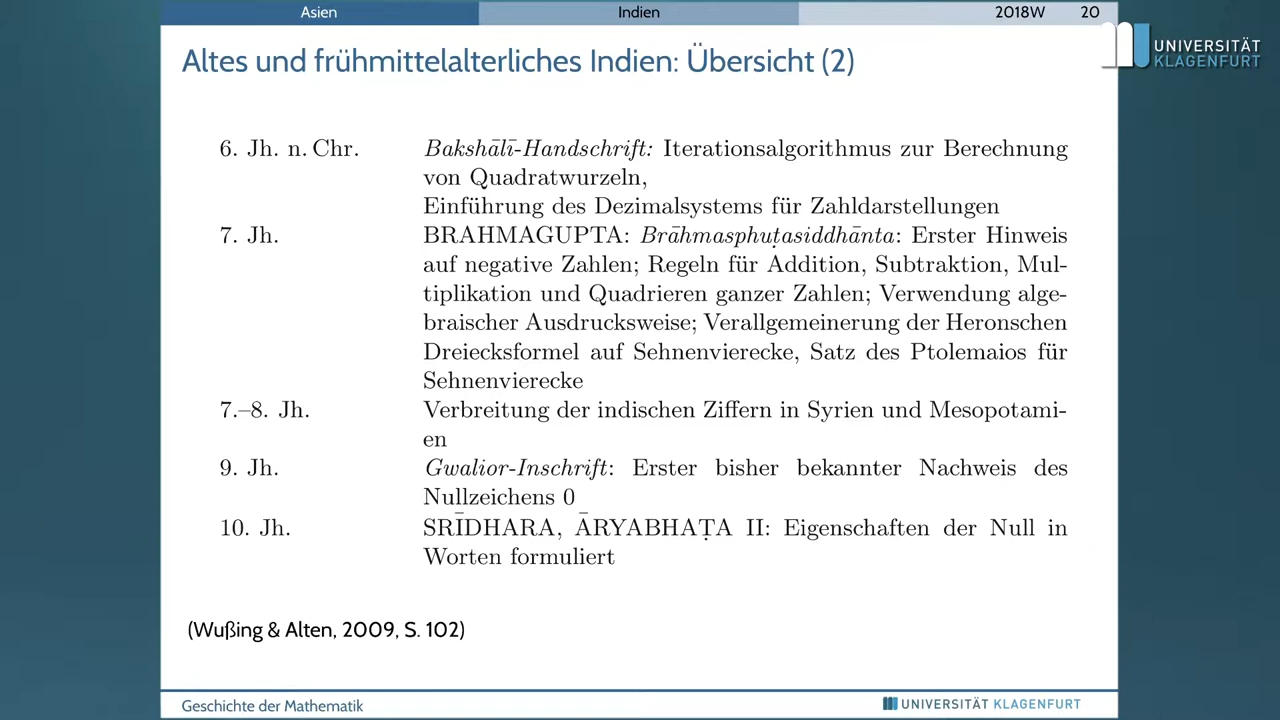 Asien Indien 2018W 20
UNIVERSITÄT
KLAGENFURT
Altes und frühmittelalterliches Indien: Übersicht (2)
6. Jh. n. Chr. Bakshālī-Handschrift: Iterationsalgorithmus zur Berechnung
von Quadratwurzeln,
Einführung des Dezimalsystems für Zahldarstellungen
7. Jh. BRAHMAGUPTA: Brāhmasphuṭasiddhānta: Erster Hinweis
auf negative Zahlen; Regeln für Addition, Subtraktion, Mul-
tiplikation und Quadrieren ganzer Zahlen; Verwendung alge-
braischer Ausdrucksweise; Verallgemeinerung der Heronschen
Dreiecksformel auf Sehnenvierecke, Satz des Ptolemaios für
Sehnenvierecke
7.–8. Jh. Verbreitung der indischen Ziffern in Syrien und Mesopotami-
en
9. Jh. Gwalior-Inschrift: Erster bisher bekannter Nachweis des
Nullzeichens 0
10. Jh. SRĪDHARA, ĀRYABHAṬA II: Eigenschaften der Null in
Worten formuliert
(Wußing & Alten, 2009, S. 102)
Geschichte der Mathematik UNIVERSITÄT KLAGENFURT